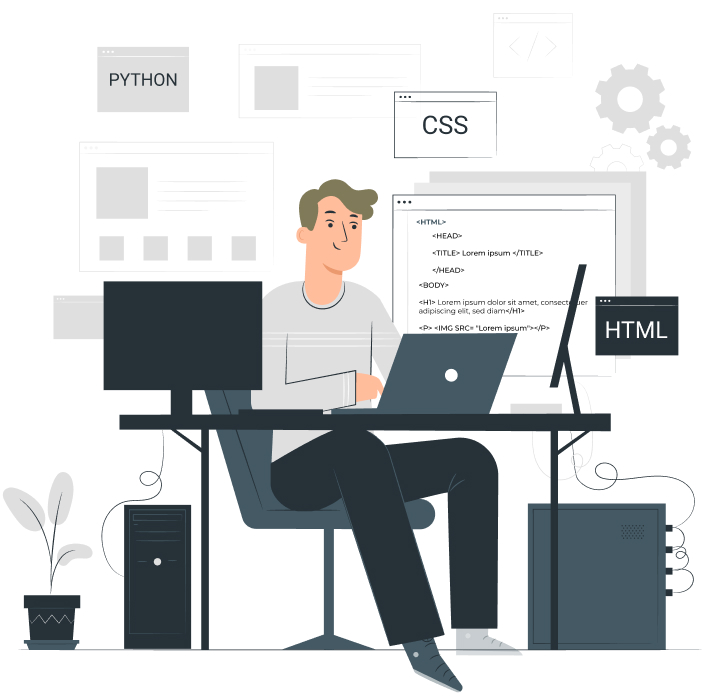 </>
PYTHON
CSS
<HTML>
<HEAD>
<TITLE> Lorem ipsum </TITLE>
</HEAD>
<BODY>
<H1> Lorem ipsum dolor sit amet, consectetuer
adipiscing elit, sed diam</H1>
<P> <IMG SRC= "Lorem ipsum"></P>
HTML